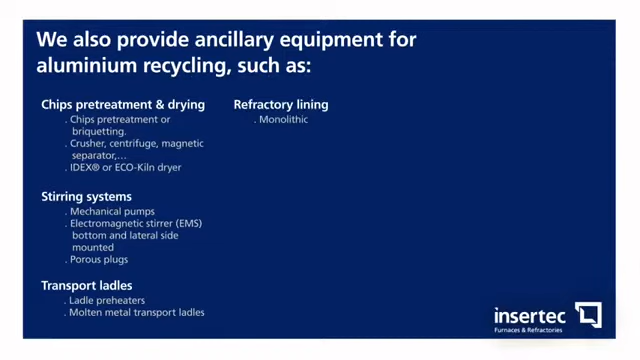 We also provide ancillary equipment for
aluminium recycling, such as:
Chips pretreatment & drying
. Chips pretreatment or
briquetting.
. Crusher, centrifuge, magnetic
separator,...
. IDEX® or ECO-Kiln dryer
Stirring systems
. Mechanical pumps
. Electromagnetic stirrer (EMS)
bottom and lateral side
mounted
. Porous plugs
Transport ladles
. Ladle preheaters
. Molten metal transport ladles
Refractory lining
. Monolithic
insertec
Furnaces & Refractories